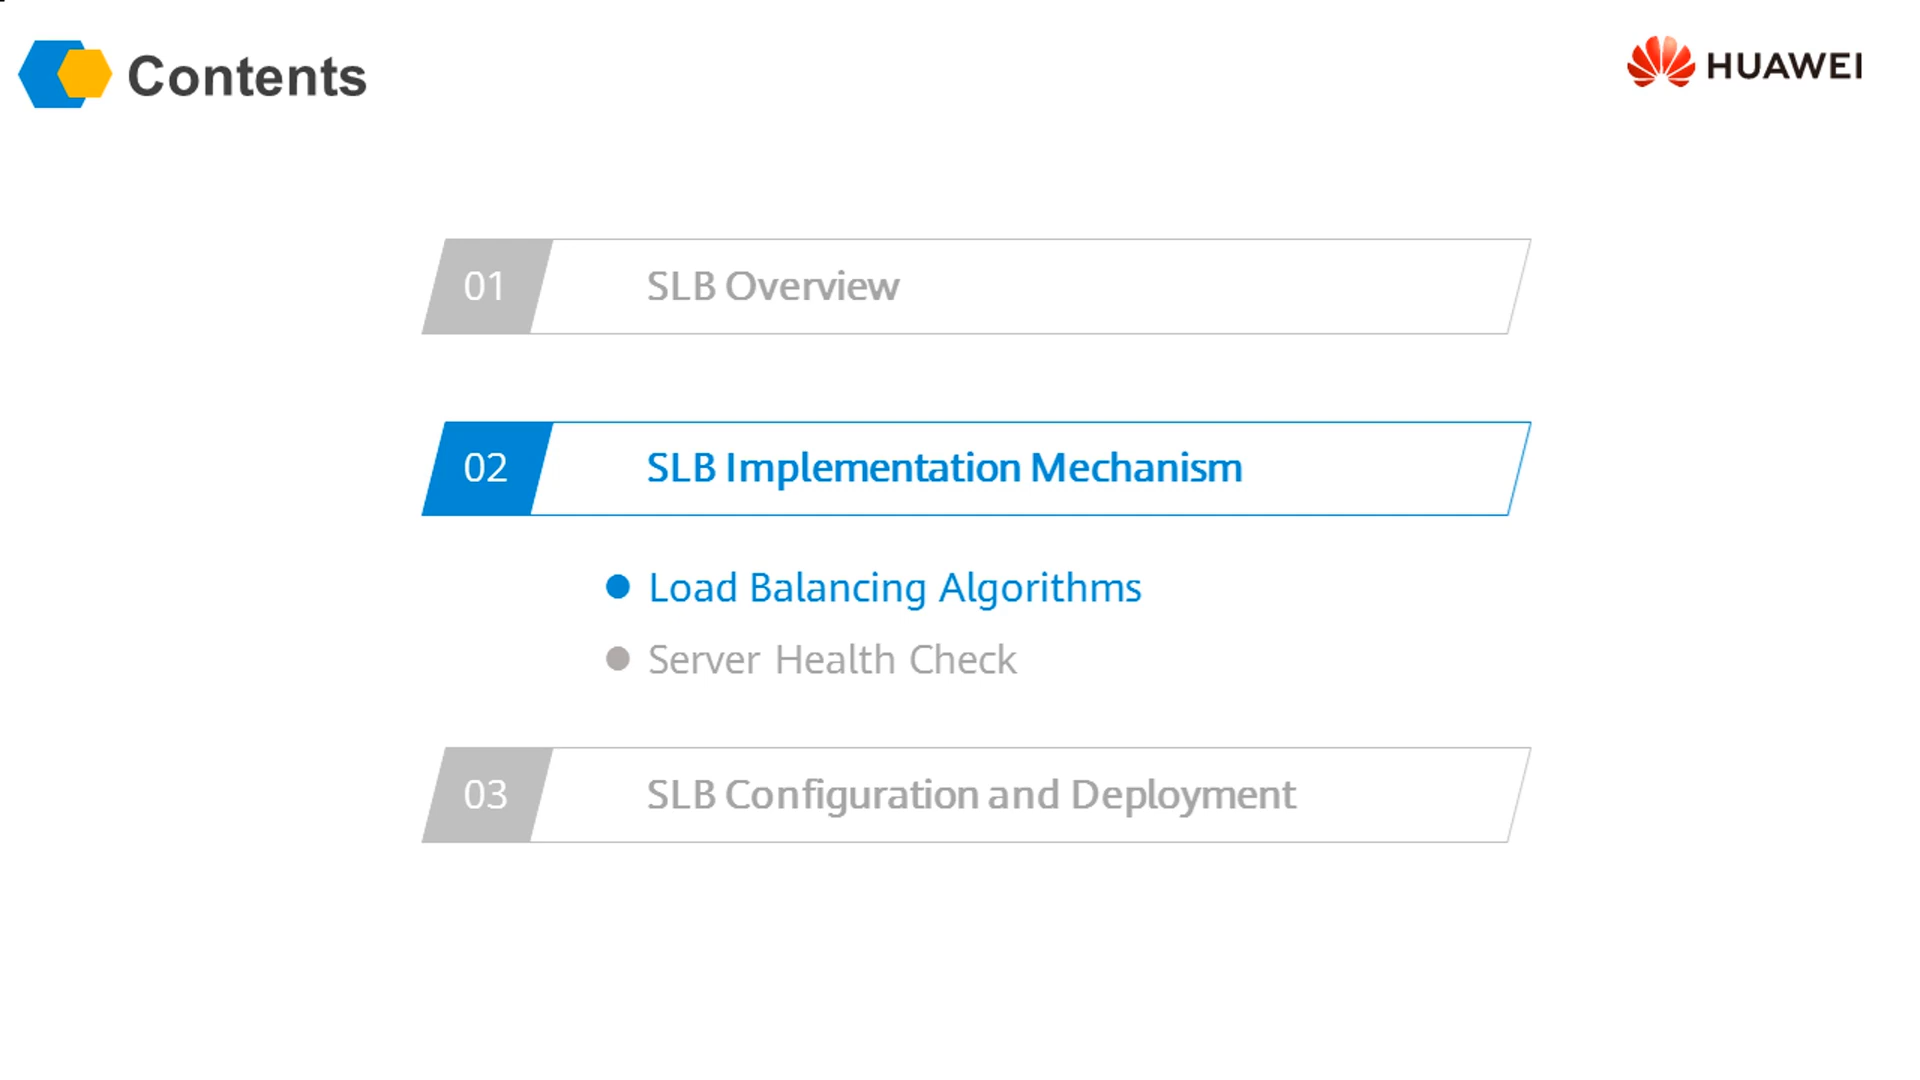 Contents
HUAWEI
01 SLB Overview
02 SLB Implementation Mechanism
Load Balancing Algorithms
Server Health Check
03 SLB Configuration and Deployment